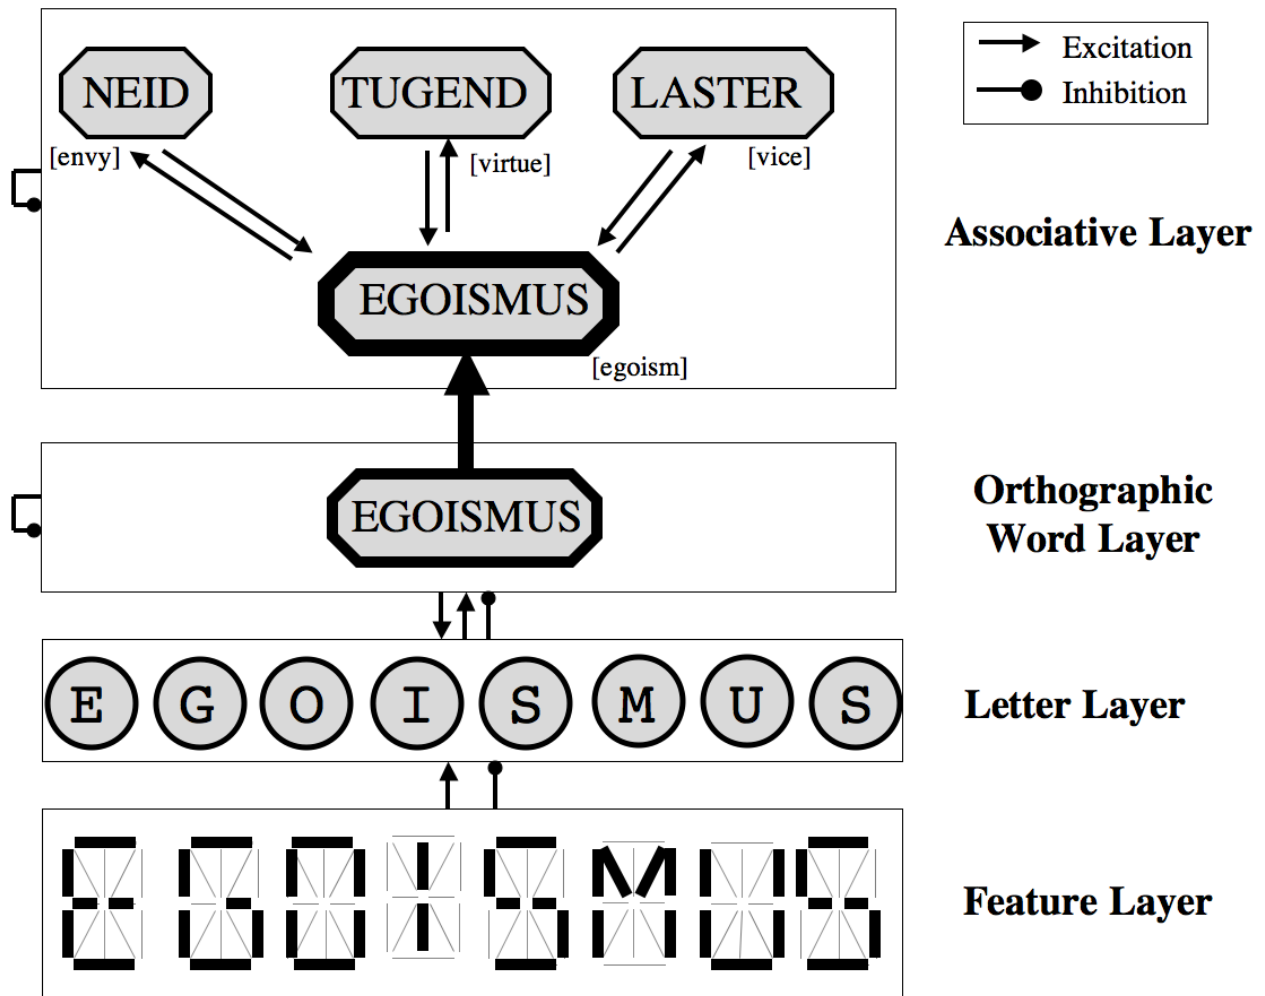 NEID
TUGEND
LASTER
[envy]
[virtue]
[vice]
EGOISMUS
[egoism]
Excitation
Inhibition
Associative Layer
EGOISMUS
Orthographic
Word Layer
E G O I S M U S
Letter Layer
E G O I S M U S
Feature Layer